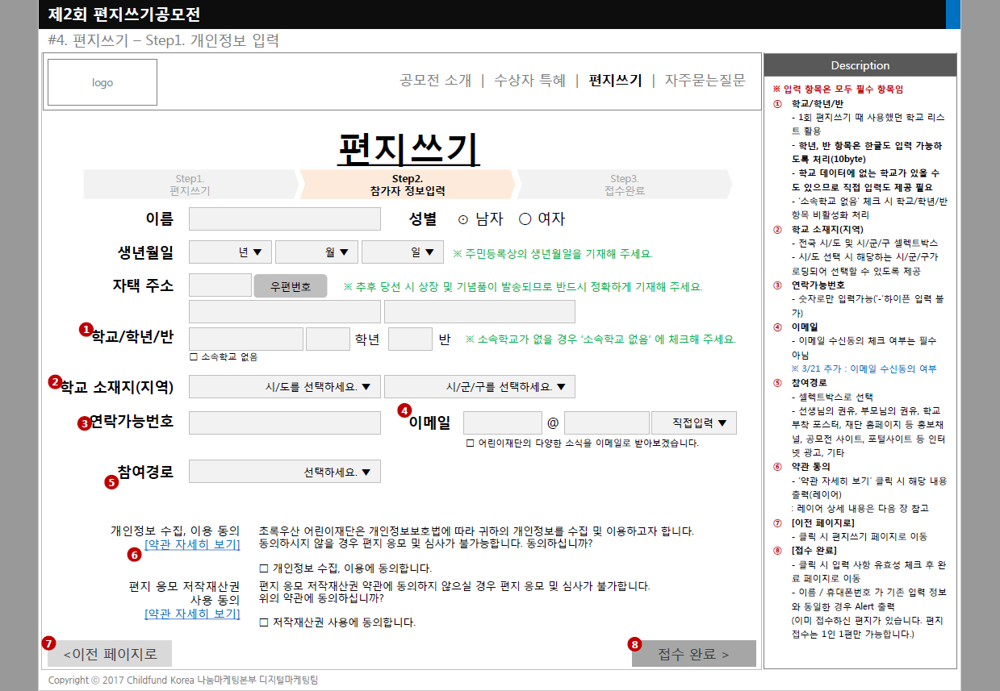 제2회 편지쓰기공모전
#4. 편지쓰기 – Step1. 개인정보 입력
logo
공모전 소개 | 수상자 특혜 | 편지쓰기 | 자주묻는질문
편지쓰기
Step1.
편지쓰기
Step2.
참가자 정보입력
Step3.
접수완료
이름
성별 ⊙ 남자 ○ 여자
생년월일 년 ▼ 월 ▼ 일 ▼ ※ 주민등록상의 생년월일을 기재해 주세요.
자택 주소 우편번호 ※ 추후 당선 시 상장 및 기념품이 발송되므로 반드시 정확하게 기재해 주세요.
1 학교/학년/반 학년 반 ※ 소속학교가 없을 경우 ‘소속학교 없음’ 에 체크해 주세요.
□ 소속학교 없음
2 학교 소재지(지역) 시/도를 선택하세요. ▼ 시/군/구를 선택하세요. ▼
3 연락가능번호
4 이메일 @ 직접입력 ▼
□ 어린이재단의 다양한 소식을 이메일로 받아보겠습니다.
5 참여경로 선택하세요. ▼
개인정보 수집, 이용 동의
[약관 자세히 보기]
6
초록우산 어린이재단은 개인정보보호법에 따라 귀하의 개인정보를 수집 및 이용하고자 합니다.
동의하시지 않을 경우 편지 응모 및 심사가 불가능합니다. 동의하십니까?
□ 개인정보 수집, 이용에 동의합니다.
편지 응모 저작재산권
사용 동의
[약관 자세히 보기]
편지 응모 저작재산권 약관에 동의하지 않으실 경우 편지 응모 및 심사가 불가합니다.
위의 약관에 동의하십니까?
□ 저작재산권 사용에 동의합니다.
7 <이전 페이지로
8 접수 완료 >
Description
※ 입력 항목은 모두 필수 항목임
① 학교/학년/반
- 1회 편지쓰기 때 사용했던 학교 리스
트 활용
- 학년, 반 항목은 한글도 입력 가능하
도록 처리(10byte)
- 학교 데이터에 없는 학교가 있을 수
도 있으므로 직접 입력도 제공 필요
- ‘소속학교 없음’ 체크 시 학교/학년/반
항목 비활성화 처리
② 학교 소재지(지역)
- 전국 시/도 및 시/군/구 셀렉트박스
- 시/도 선택 시 해당하는 시/군/구가
로딩되어 선택할 수 있도록 제공
③ 연락가능번호
- 숫자로만 입력가능(‘-’하이픈 입력 불
가)
④ 이메일
- 이메일 수신동의 체크 여부는 필수
아님
※ 3/21 추가 : 이메일 수신동의 여부
⑤ 참여경로
- 셀렉트박스로 선택
- 선생님의 권유, 부모님의 권유, 학교
부착 포스터, 재단 홈페이지 등 홍보채
널, 공모전 사이트, 포털사이트 등 인터
넷 광고, 기타
⑥ 약관 동의
- ‘약관 자세히 보기’ 클릭 시 해당 내용
출력(레이어)
: 레이어 상세 내용은 다음 장 참고
⑦ [이전 페이지로]
- 클릭 시 편지쓰기 페이지로 이동
⑧ [접수 완료]
- 클릭 시 입력 사항 유효성 체크 후 완
료 페이지로 이동
- 이름 / 휴대폰번호 가 기존 입력 정보
와 동일한 경우 Alert 출력
(이미 접수하신 편지가 있습니다. 편지
접수는 1인 1편만 가능합니다.)
Copyright ⓒ 2017 Childfund Korea 나눔마케팅본부 디지털마케팅팀